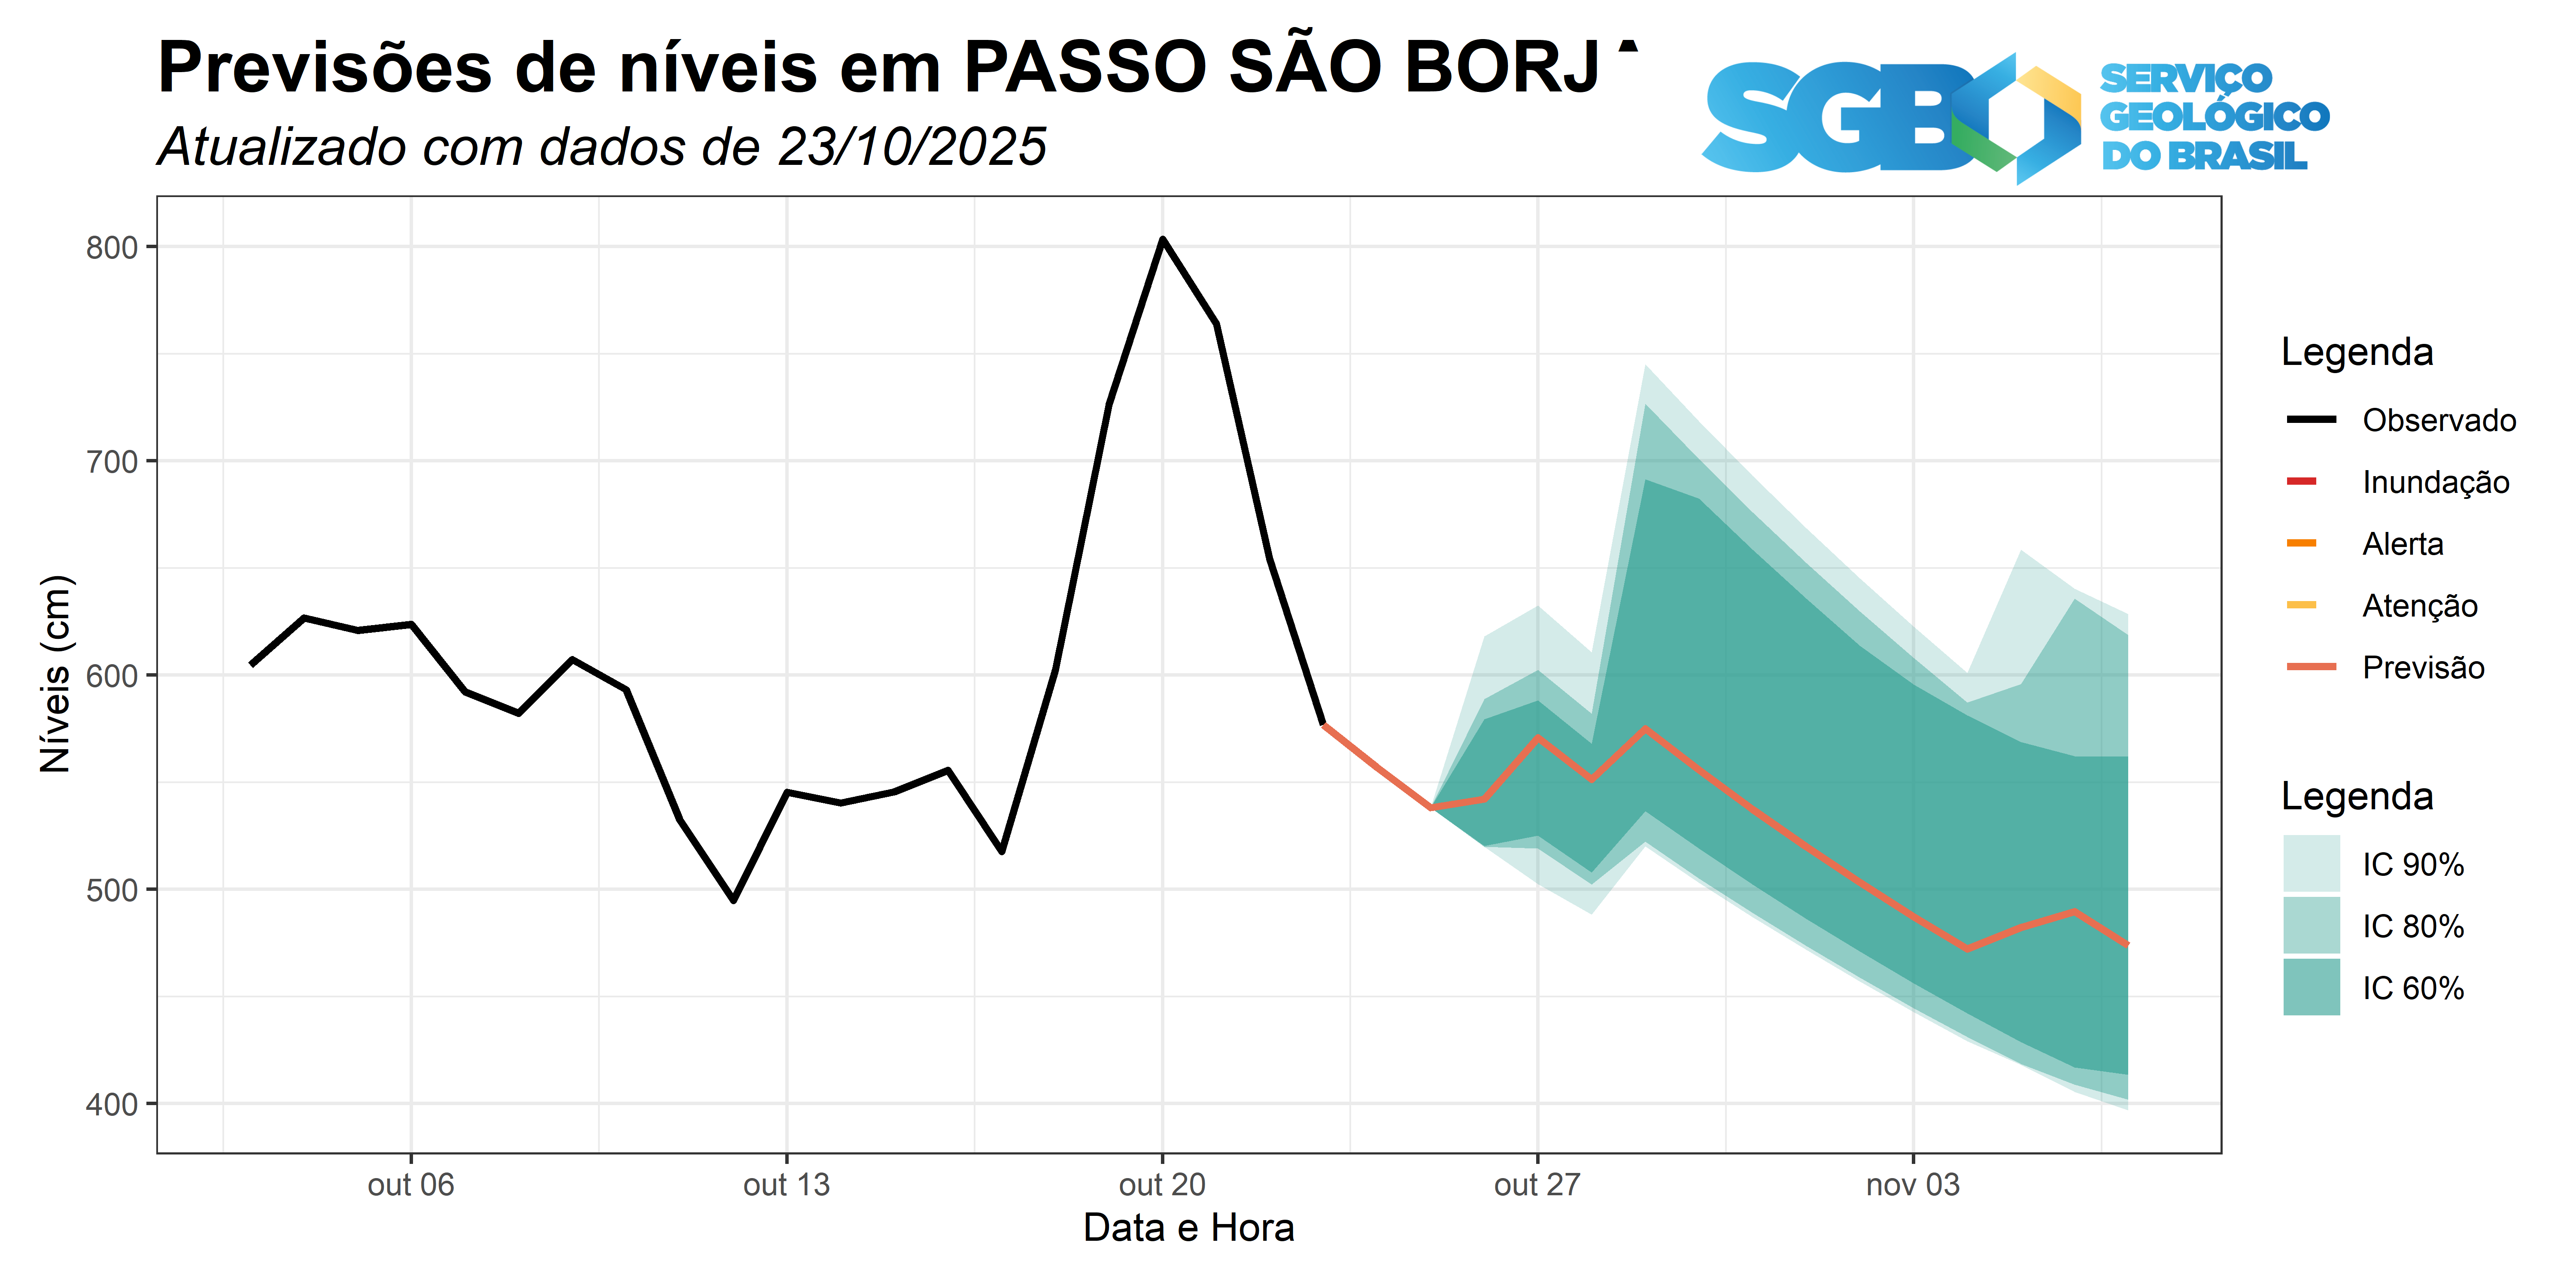 Previsões de níveis em PASSO SÃO BORJ
Atualizado com dados de 23/10/2025
SGB
SERVIÇO
GEOLÓGICO
DO BRASIL
Níveis (cm)
800
700
600
500
400
out 06
out 13
out 20
out 27
nov 03
Data e Hora
Legenda
Observado
Inundação
Alerta
Atenção
Previsão
Legenda
IC 90%
IC 80%
IC 60%